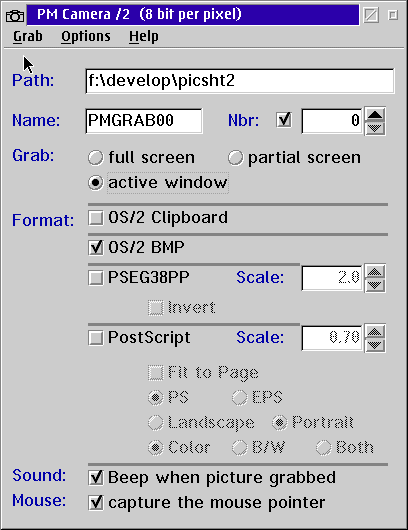 PM Camera /2 (8 bit per pixel)
Grab Options Help
Path: f:\develop\picsht2
Name: PMGRAB00 Nbr: 0
Grab: full screen partial screen
active window
Format: OS/2 Clipboard
OS/2 BMP
PSEG38PP Scale: 2.0
Invert
PostScript Scale: 0.70
Fit to Page
PS EPS
Landscape Portrait
Color B/W Both
Sound: Beep when picture grabbed
Mouse: capture the mouse pointer